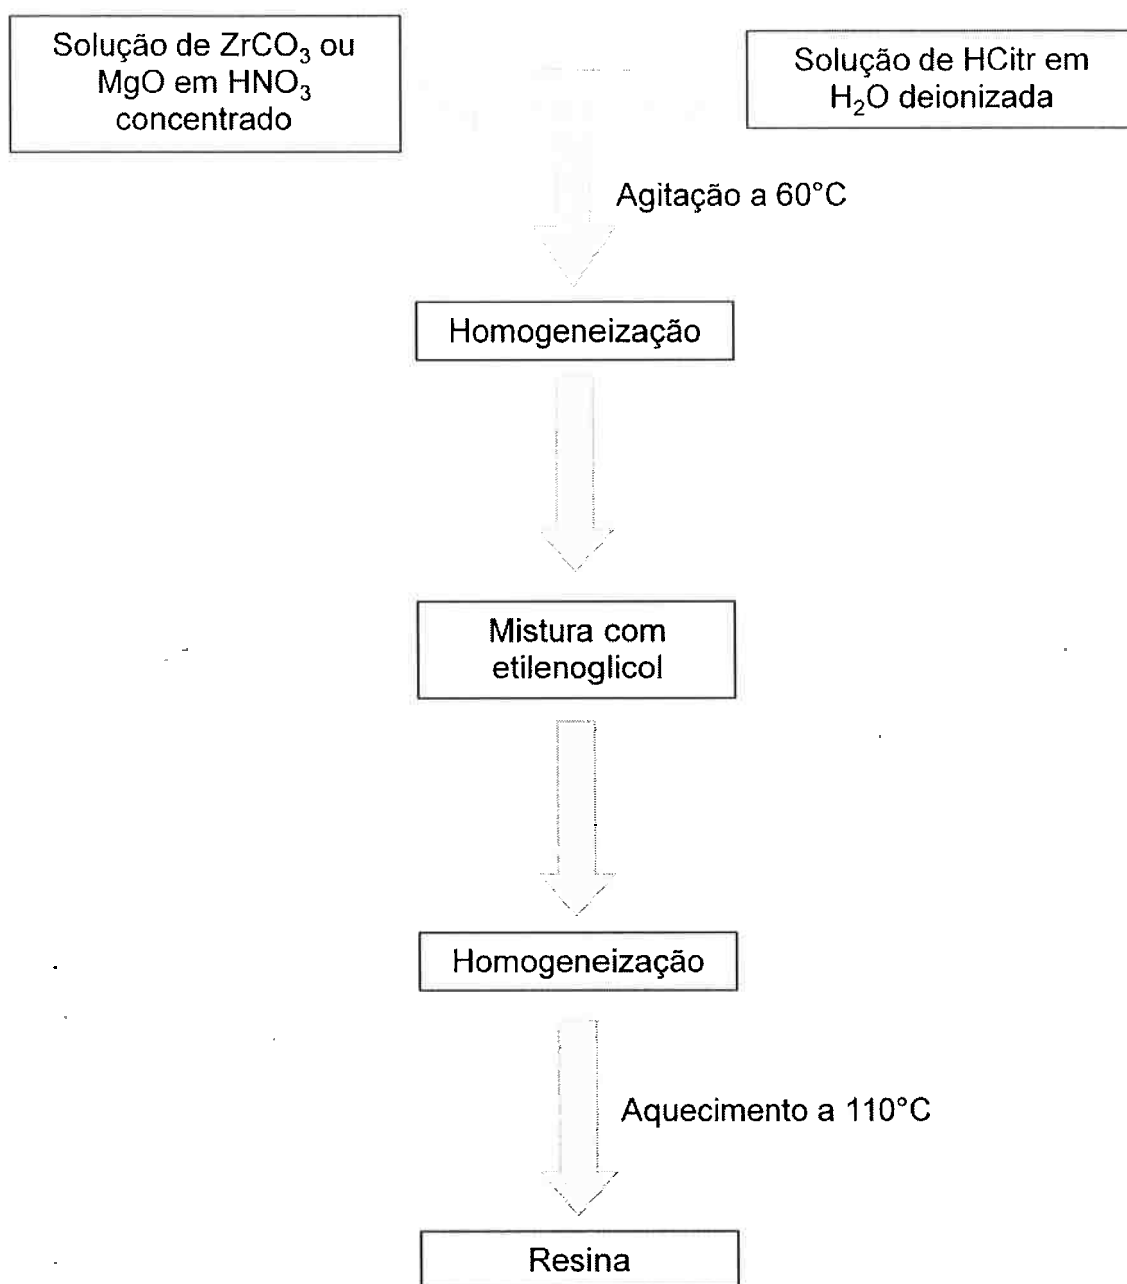 Solução de ZrCO₃ ou
MgO em HNO₃
concentrado
Solução de HCitr em
H₂O deionizada
Agitação a 60°C
Homogeneização
Mistura com
etilenoglicol
Homogeneização
Aquecimento a 110°C
Resina